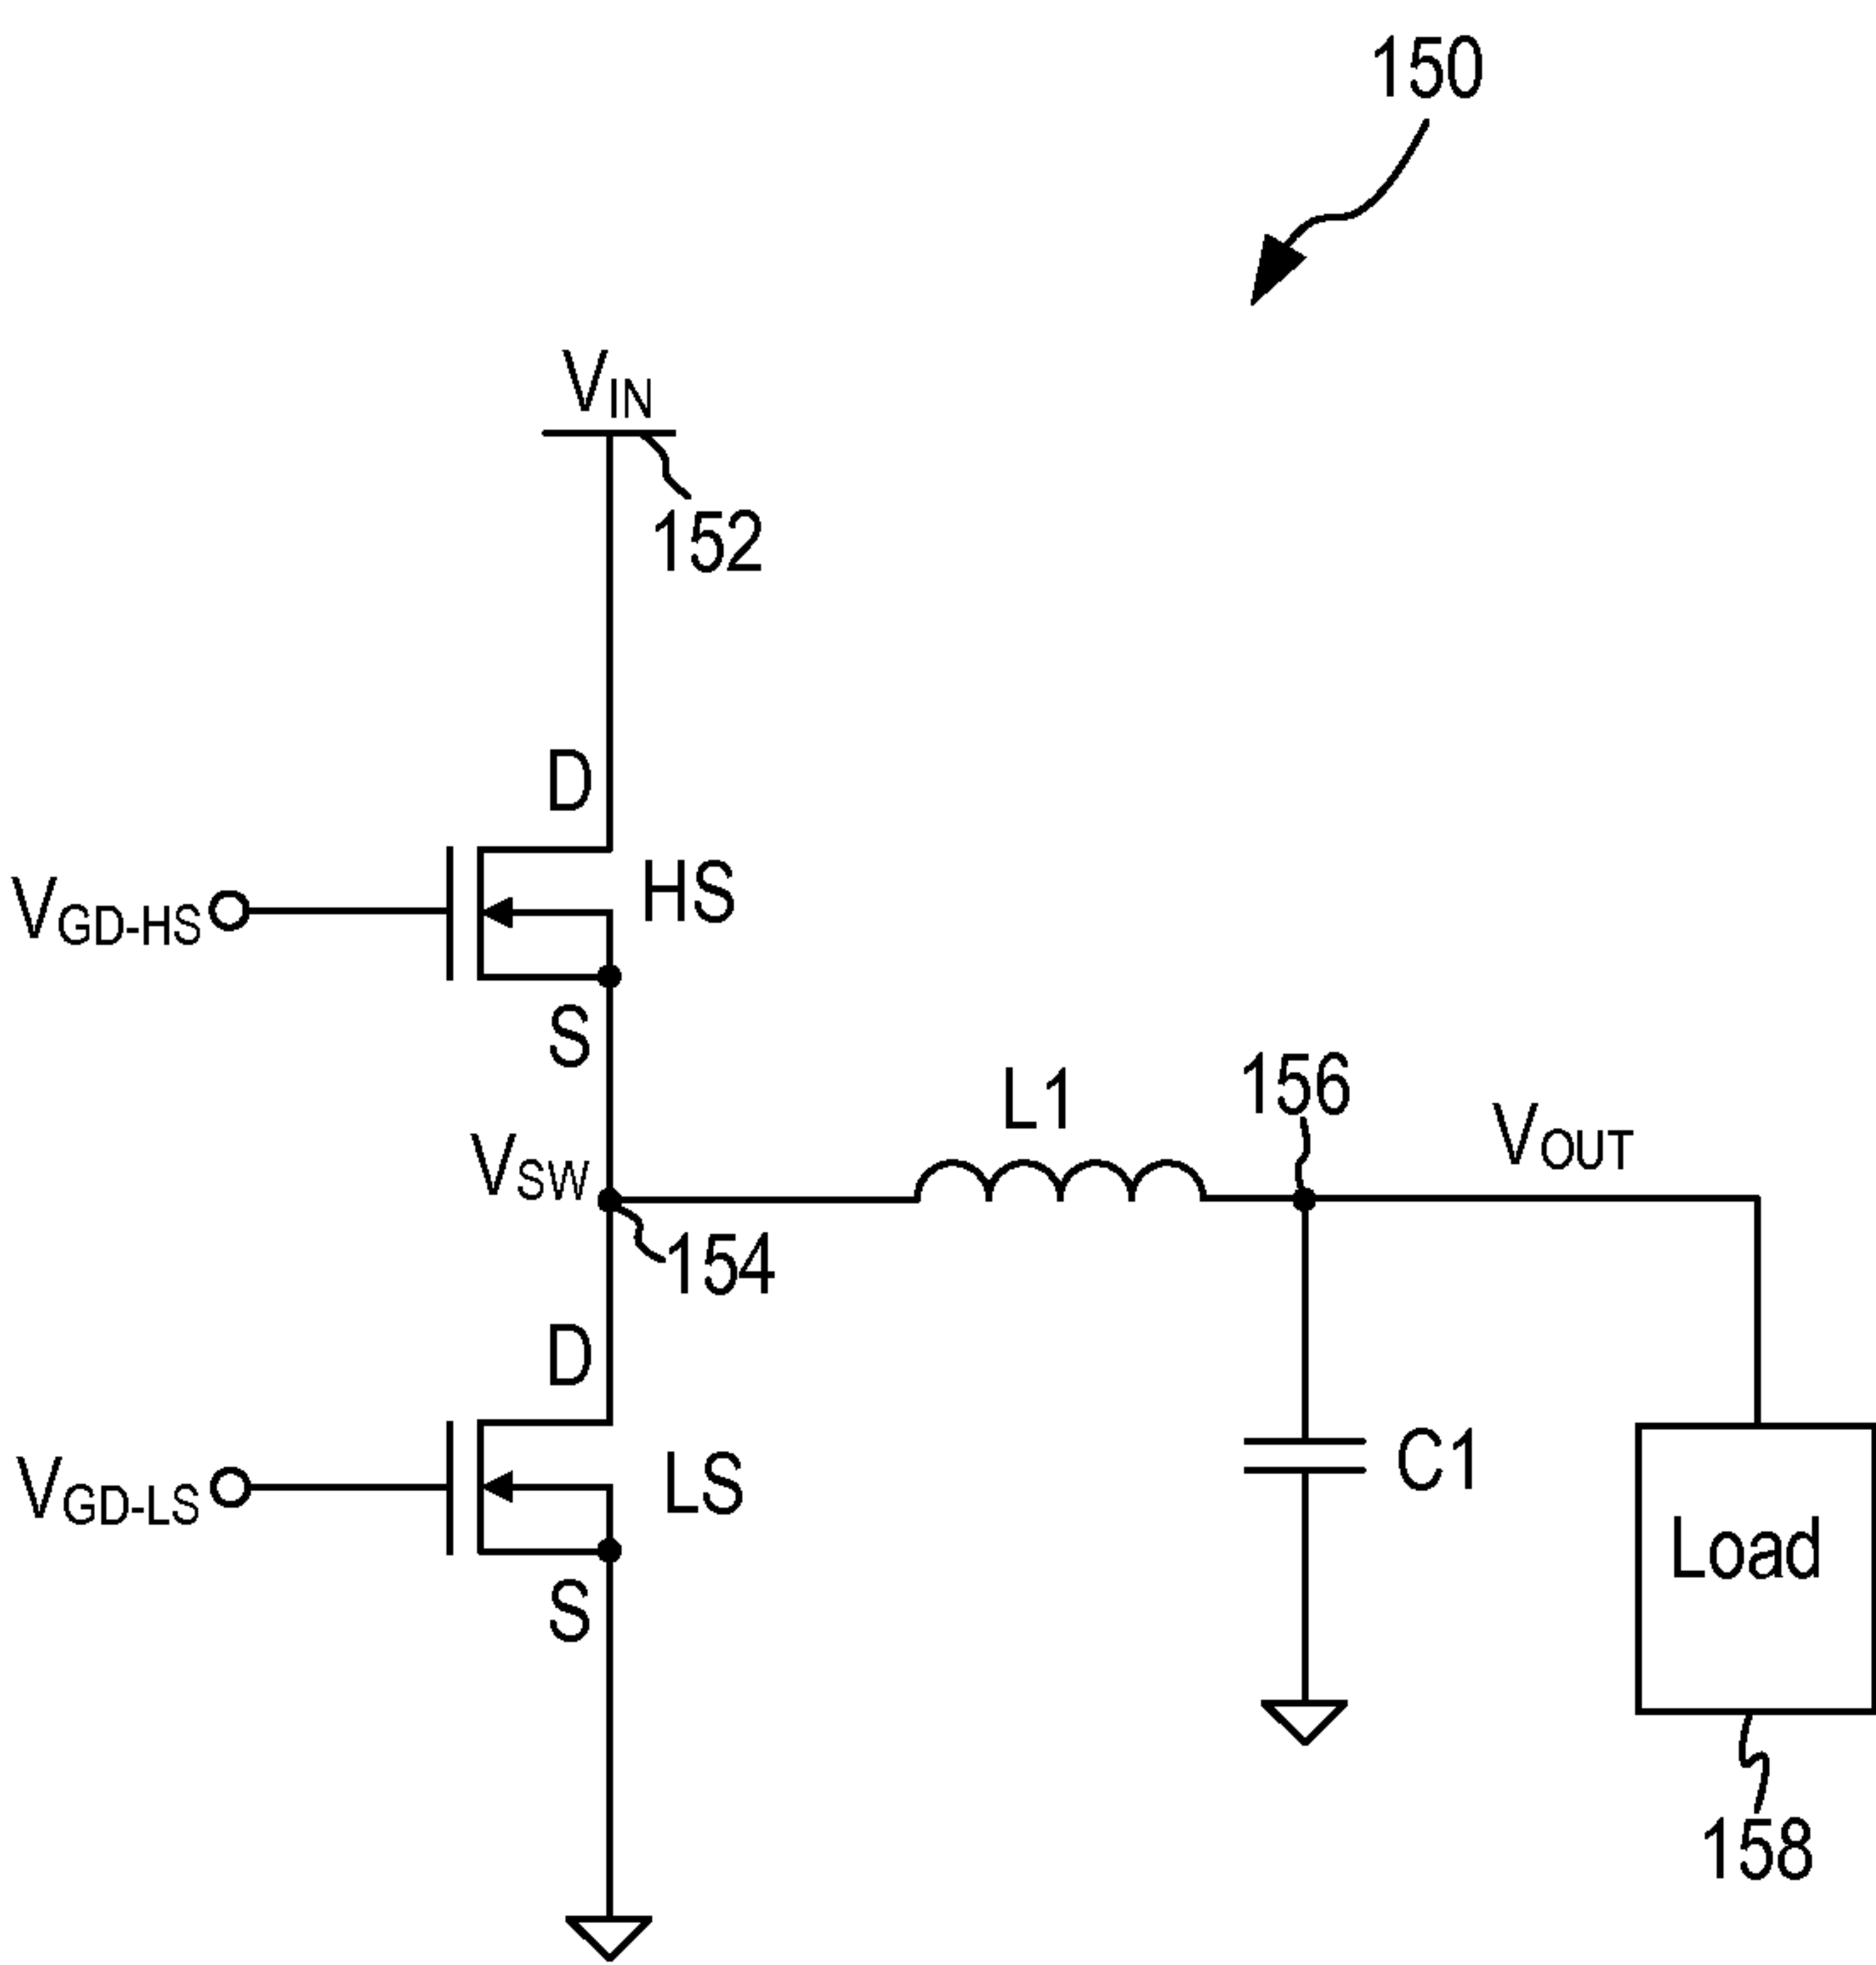 150
VIN
152
D
VGD-HS
HS
S
L1
156
VOUT
VSW
154
D
VGD-LS
LS
C1
Load
S
158